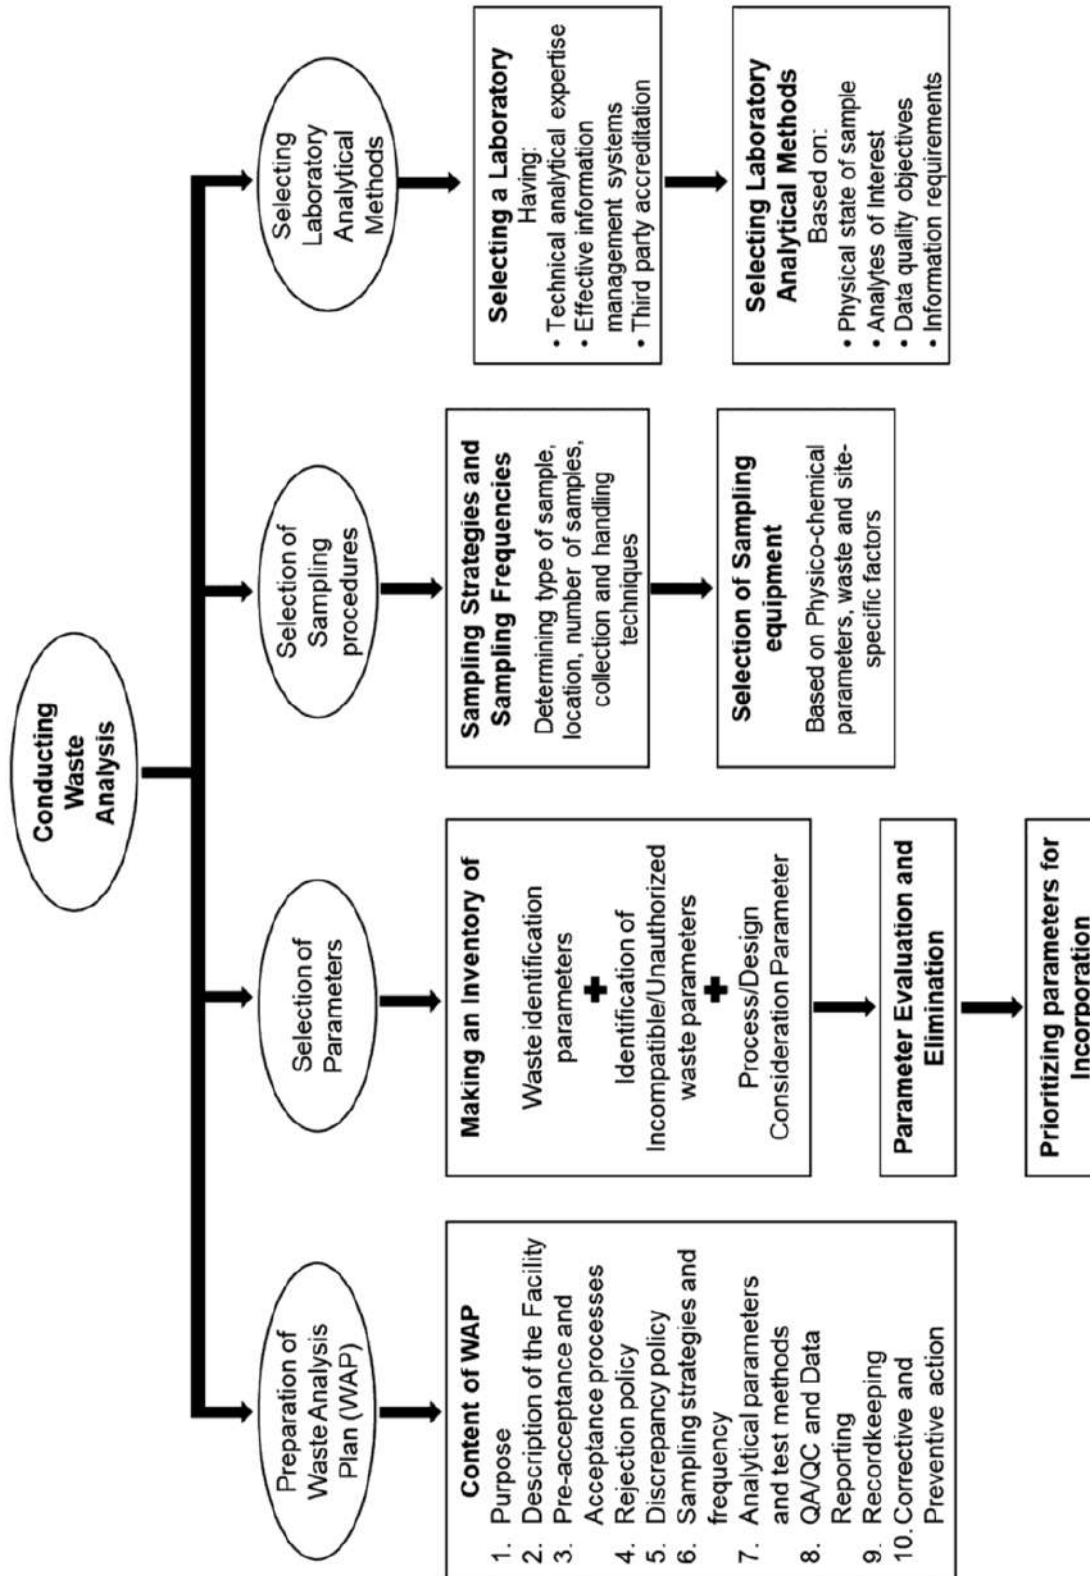 Conducting
Waste
Analysis
Preparation of
Waste Analysis
Plan (WAP)
Content of WAP
1. Purpose
2. Description of the Facility
3. Pre-acceptance and
Acceptance processes
4. Rejection policy
5. Discrepancy policy
6. Sampling strategies and
frequency
7. Analytical parameters
and test methods
8. QA/QC and Data
Reporting
9. Recordkeeping
10. Corrective and
Preventive action
Selection of
Parameters
Making an Inventory of
Waste identification
parameters
+
Identification of
Incompatible/Unauthorized
waste parameters
+
Process/Design
Consideration Parameter
Parameter Evaluation and
Elimination
Prioritizing parameters for
Incorporation
Selection of
Sampling
procedures
Sampling Strategies and
Sampling Frequencies
Determining type of sample,
location, number of samples,
collection and handling
techniques
Selection of Sampling
equipment
Based on Physico-chemical
parameters, waste and site-
specific factors
Selecting
Laboratory
Analytical
Methods
Selecting a Laboratory
Having:
• Technical analytical expertise
• Effective information
management systems
• Third party accreditation
Selecting Laboratory
Analytical Methods
Based on:
• Physical state of sample
• Analytes of Interest
• Data quality objectives
• Information requirements